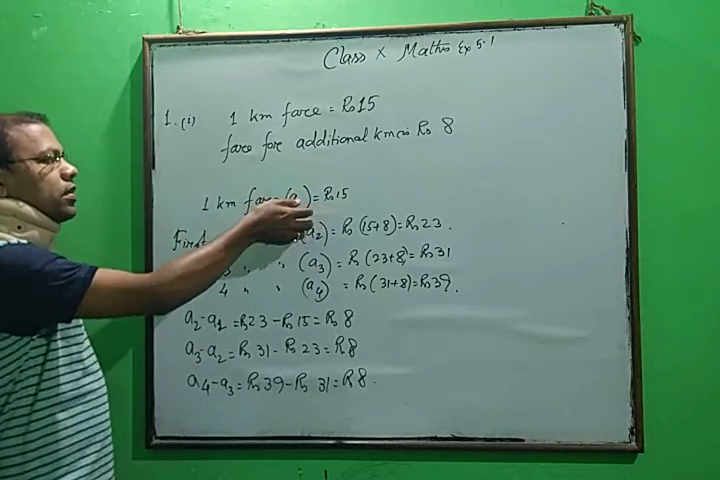 Class X Maths Ex 5.1
1. (i) 1 km fare = Rs 15
fare for additional km is Rs 8
1 km fare (a ) = Rs 15
First (a2) = Rs (15+8) = Rs 23.
3 " " (a3) = Rs (23+8) = Rs 31
4 " " (a4) = Rs (31+8) = Rs 39.
a2-a1 = Rs 23 - Rs 15 = Rs 8
a3-a2 = Rs 31 - Rs 23 = R 8
a4-a3 = Rs 39 - Rs 31 = R 8.